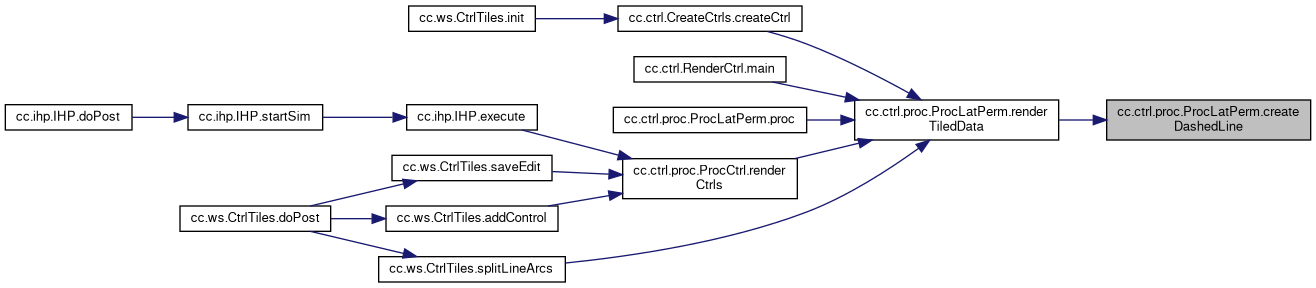 cc.ws.CtrlTiles.init
cc.ctrl.CreateCtrls.createCtrl
cc.ctrl.RenderCtrl.main
cc.ihp.IHP.doPost
cc.ihp.IHP.startSim
cc.ihp.IHP.execute
cc.ctrl.proc.ProcLatPerm.proc
cc.ctrl.proc.ProcLatPerm.render
TiledData
cc.ctrl.proc.ProcLatPerm.create
DashedLine
cc.ws.CtrlTiles.saveEdit
cc.ctrl.proc.ProcCtrl.render
Ctrls
cc.ws.CtrlTiles.doPost
cc.ws.CtrlTiles.addControl
cc.ws.CtrlTiles.splitLineArcs